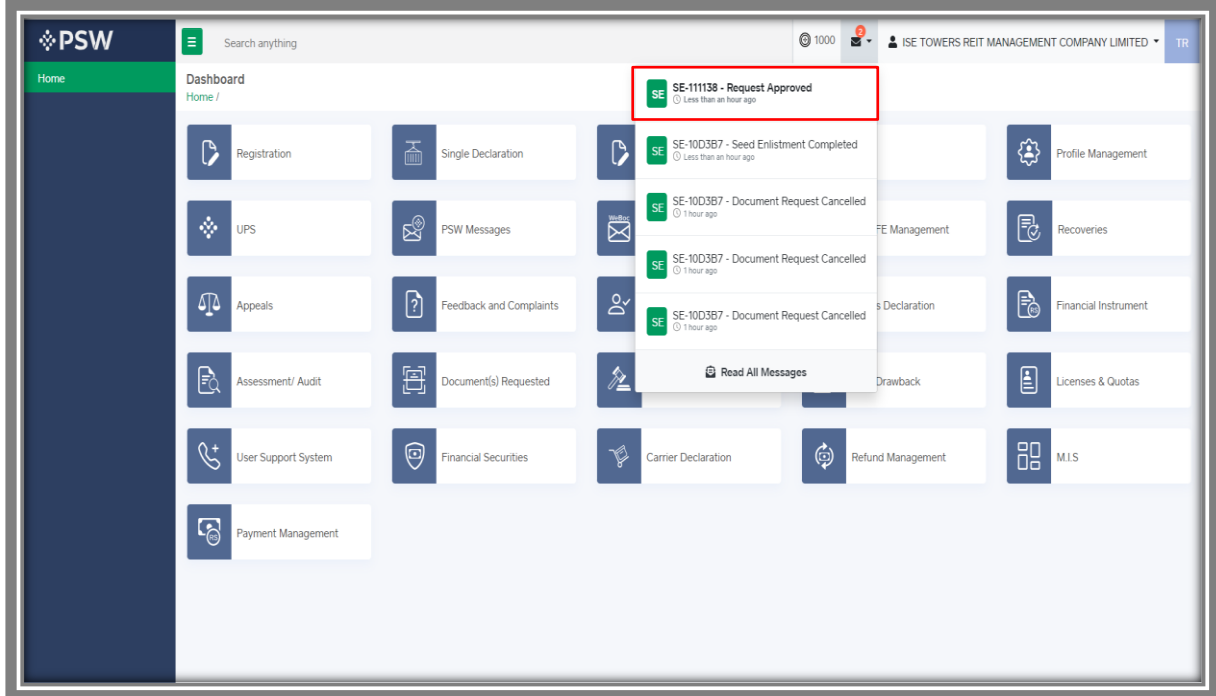 PSW
Search anything
1000
2
ISE TOWERS REIT MANAGEMENT COMPANY LIMITED
TR
Home
Dashboard
Home /
SE
SE-111138 - Request Approved
Less than an hour ago
SE
SE-10D3B7 - Seed Enlistment Completed
Less than an hour ago
SE
SE-10D3B7 - Document Request Cancelled
1 hour ago
SE
SE-10D3B7 - Document Request Cancelled
1 hour ago
SE
SE-10D3B7 - Document Request Cancelled
1 hour ago
Read All Messages
Registration
Single Declaration
Profile Management
UPS
PSW Messages
WeBoc
FE Management
Recoveries
Appeals
Feedback and Complaints
s Declaration
Financial Instrument
RS
Assessment/ Audit
Document(s) Requested
Drawback
Licenses & Quotas
User Support System
Financial Securities
Carrier Declaration
Refund Management
M.I.S
Payment Management
RS